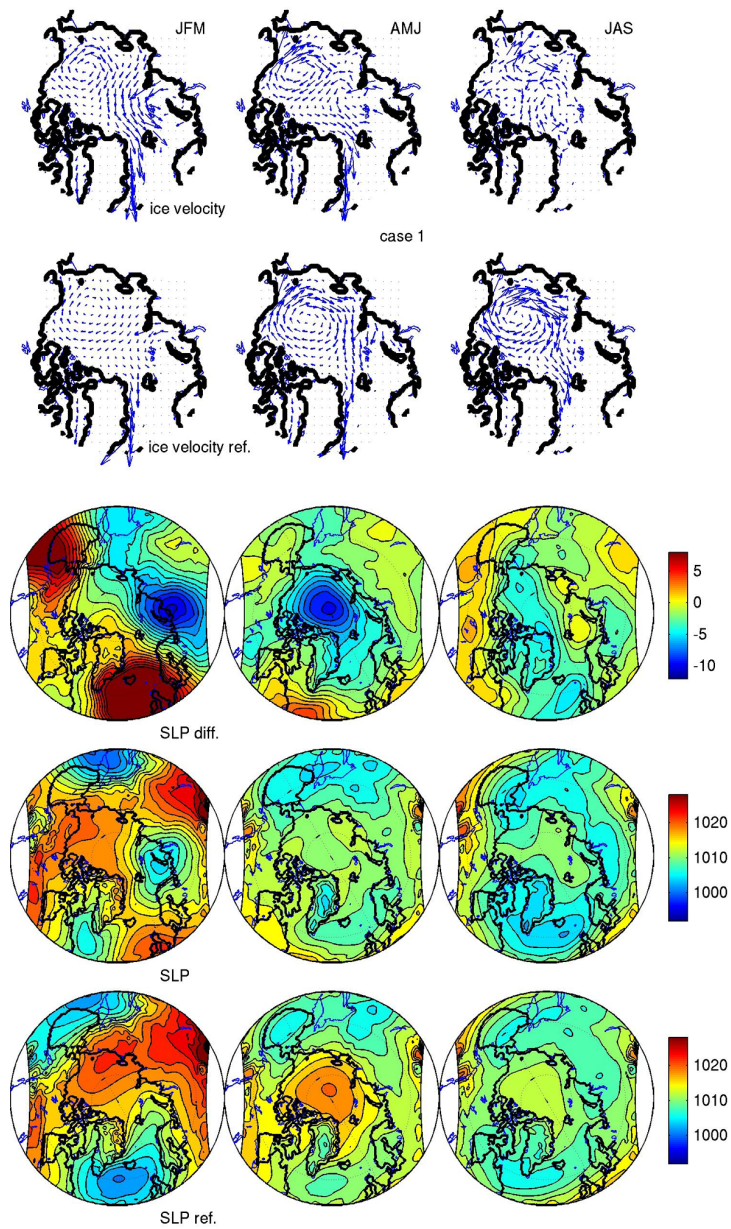 JFM
AMJ
JAS
ice velocity
case 1
ice velocity ref.
5
0
-5
-10
SLP diff.
1020
1010
1000
SLP
1020
1010
1000
SLP ref.